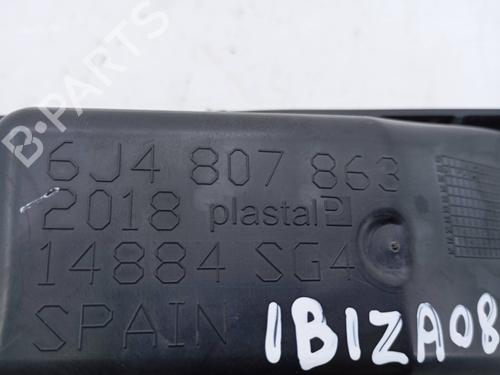 B-Parts
6J4 807 863
2018 plastal
14884 SG4
SPAIN
IBIZA08